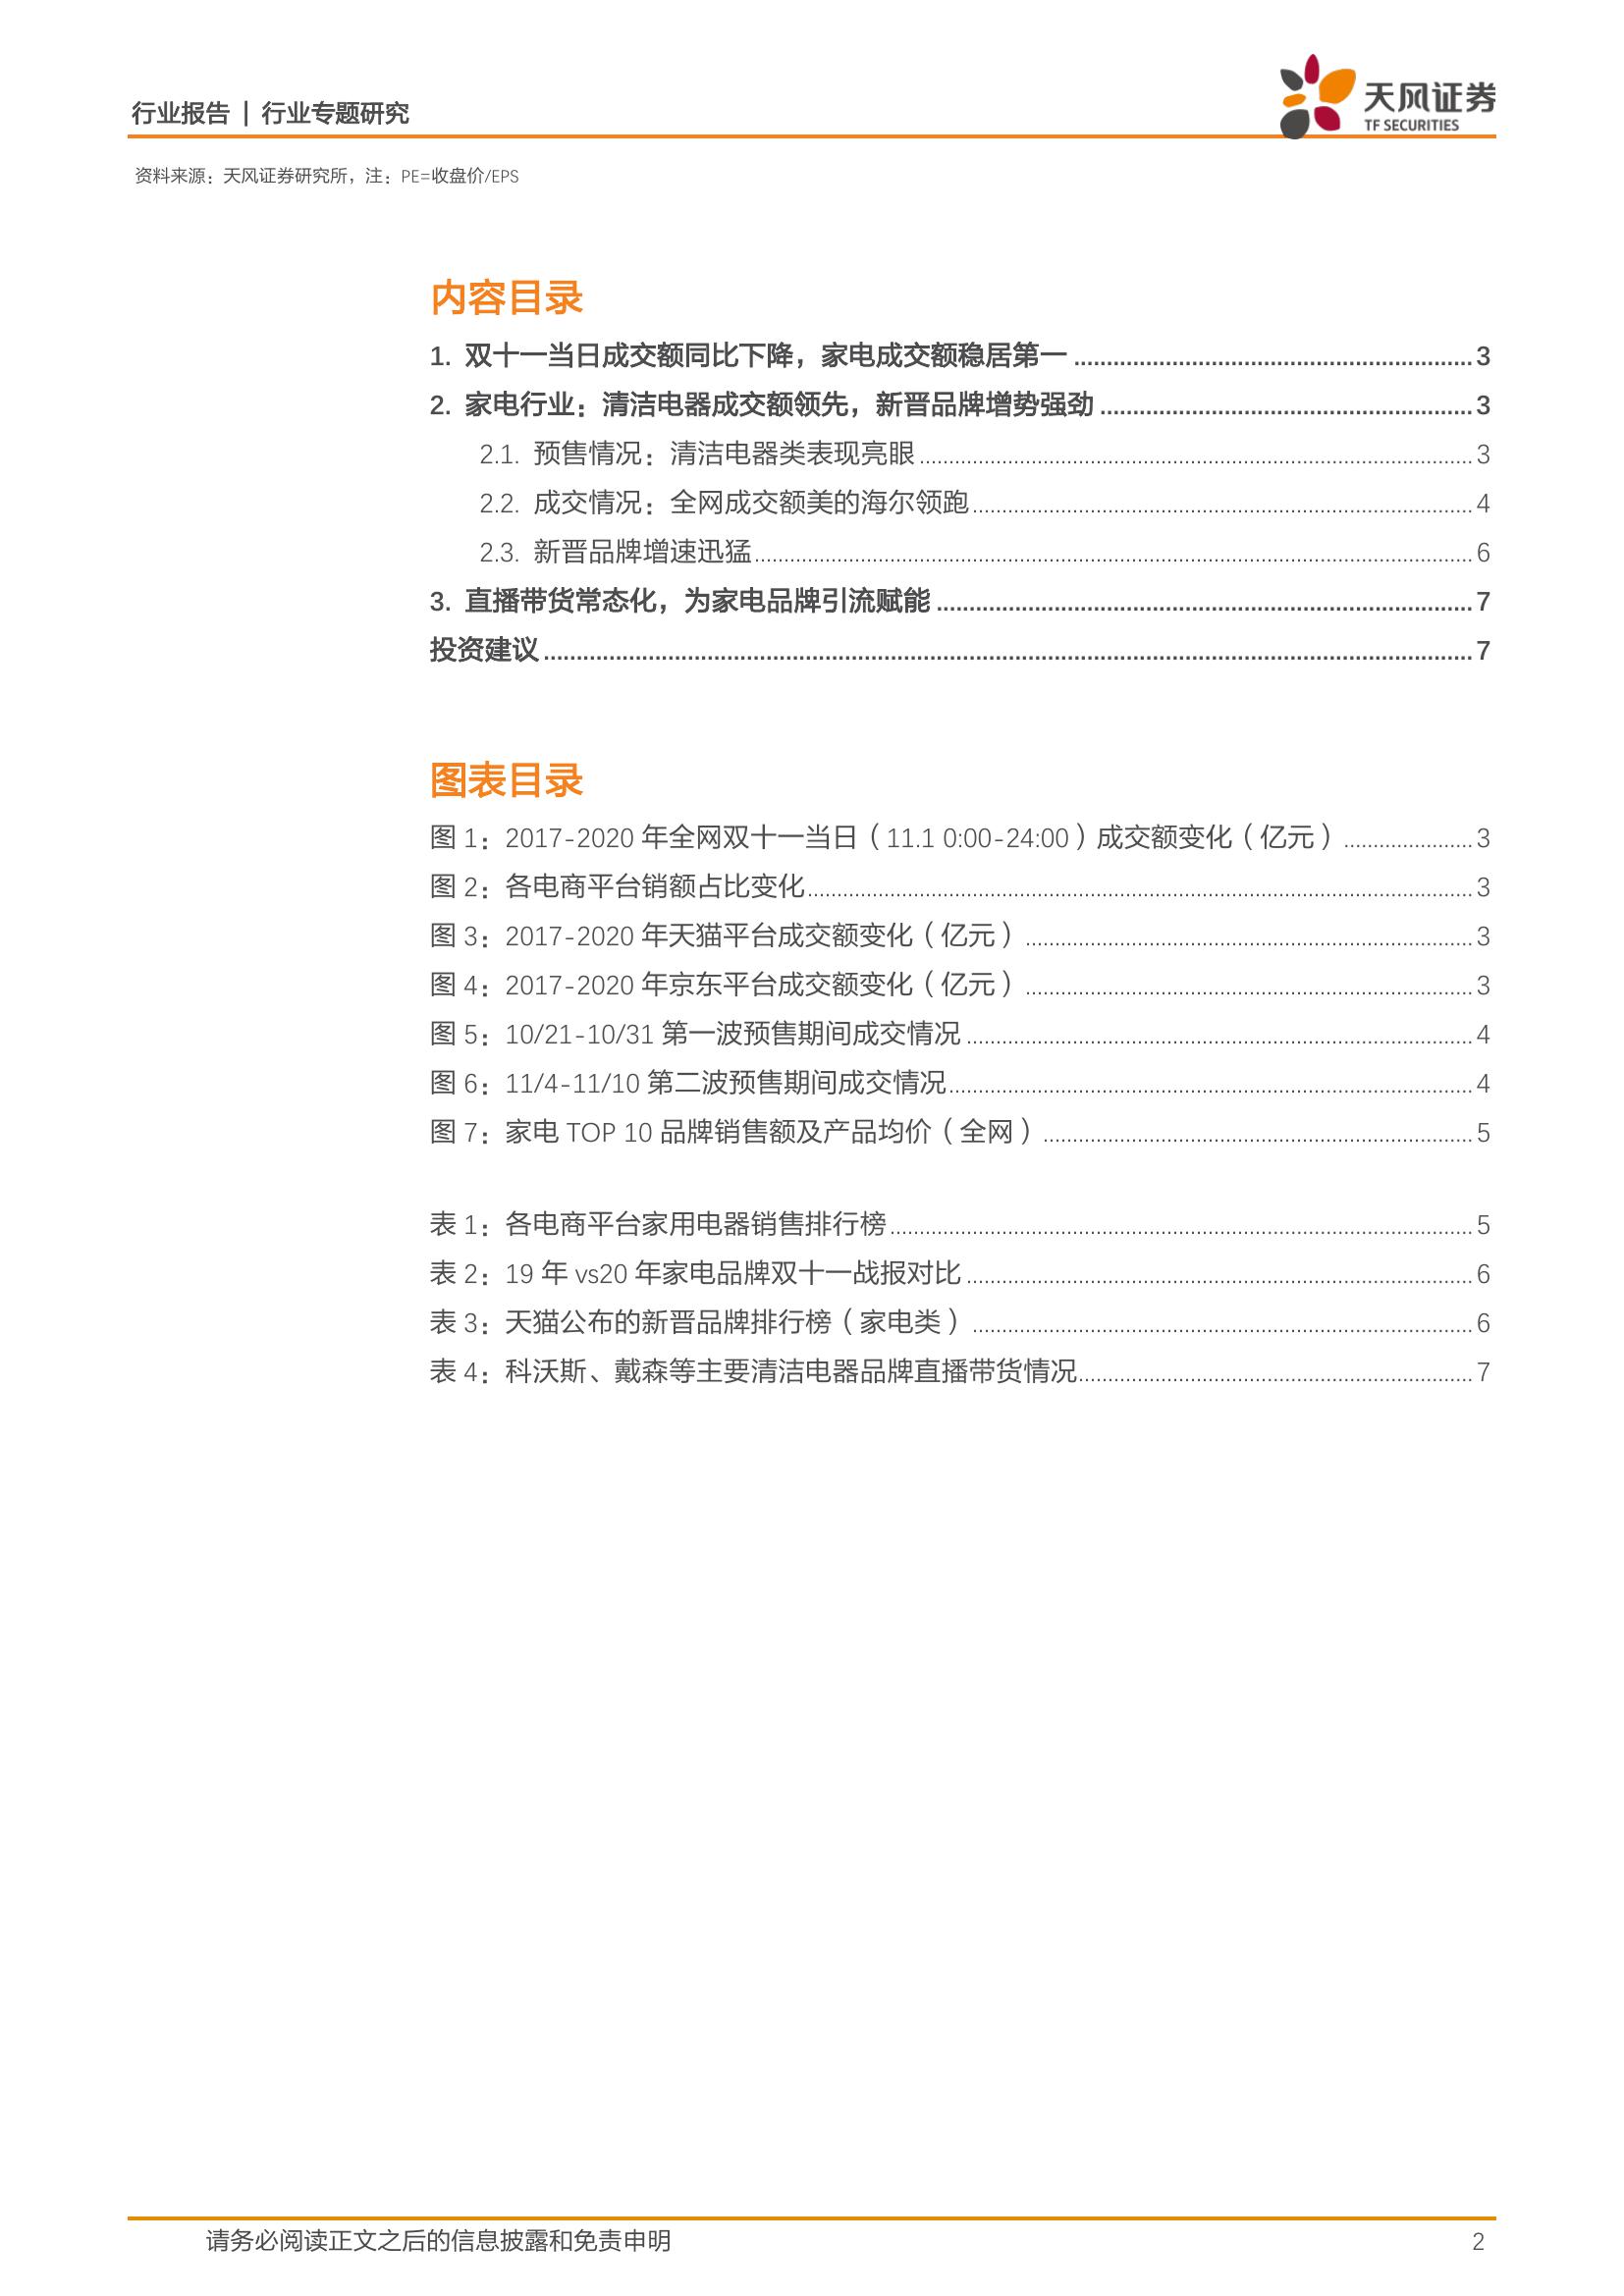 行业报告 | 行业专题研究
天风证券
TF SECURITIES
资料来源：天风证券研究所，注：PE=收盘价/EPS
内容目录
1. 双十一当日成交额同比下降，家电成交额稳居第一 3
2. 家电行业：清洁电器成交额领先，新晋品牌增势强劲 3
2.1. 预售情况：清洁电器类表现亮眼 3
2.2. 成交情况：全网成交额美的海尔领跑 4
2.3. 新晋品牌增速迅猛 6
3. 直播带货常态化，为家电品牌引流赋能 7
投资建议 7
图表目录
图 1：2017-2020 年全网双十一当日（11.1 0:00-24:00）成交额变化（亿元） 3
图 2：各电商平台销额占比变化 3
图 3：2017-2020 年天猫平台成交额变化（亿元） 3
图 4：2017-2020 年京东平台成交额变化（亿元） 3
图 5：10/21-10/31 第一波预售期间成交情况 4
图 6：11/4-11/10 第二波预售期间成交情况 4
图 7：家电 TOP 10 品牌销售额及产品均价（全网） 5
表 1：各电商平台家用电器销售排行榜 5
表 2：19 年 vs20 年家电品牌双十一战报对比 6
表 3：天猫公布的新晋品牌排行榜（家电类） 6
表 4：科沃斯、戴森等主要清洁电器品牌直播带货情况 7
请务必阅读正文之后的信息披露和免责申明 2